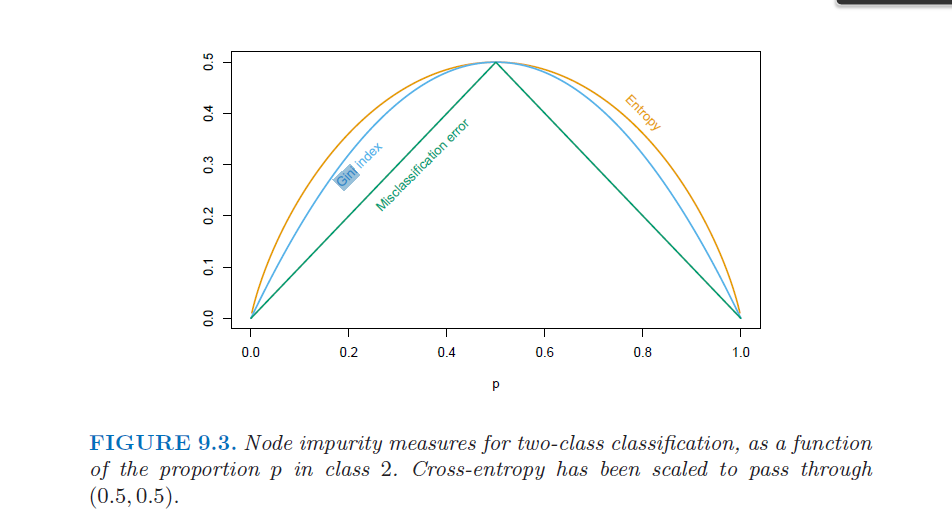 0.5
0.4
0.3
0.2
0.1
0.0
Entropy
Gini index
Misclassification error
0.0 0.2 0.4 0.6 0.8 1.0
p
FIGURE 9.3. Node impurity measures for two-class classification, as a function
of the proportion p in class 2. Cross-entropy has been scaled to pass through
(0.5, 0.5).